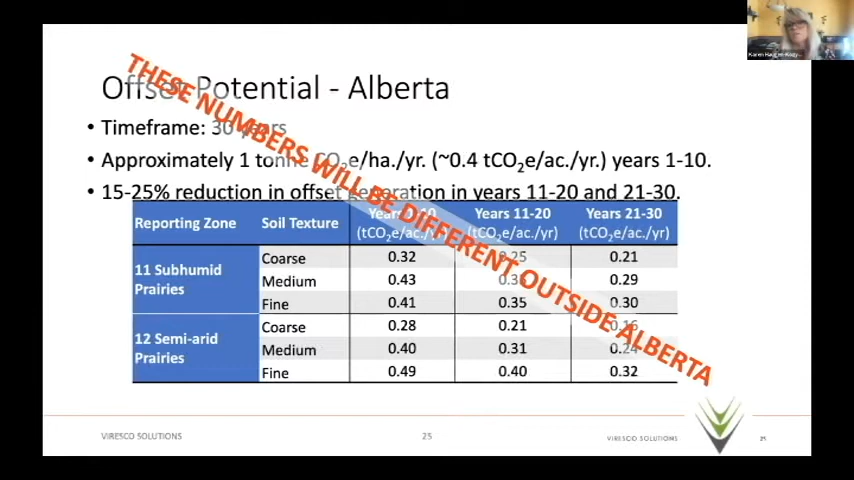 Offset Potential - Alberta
THESE NUMBERS WILL BE DIFFERENT OUTSIDE ALBERTA
• Timeframe: 30 years
• Approximately 1 tonne CO₂e/ha./yr. (~0.4 tCO₂e/ac./yr.) years 1-10.
• 15-25% reduction in offset generation in years 11-20 and 21-30.
Reporting Zone Soil Texture Years (tCO₂e/ac./yr) Years 11-20 (tCO₂e/ac./yr) Years 21-30 (tCO₂e/ac./yr)
11 Subhumid Prairies
Coarse 0.32 0.25 0.21
Medium 0.43 0.29
Fine 0.41 0.35 0.30
12 Semi-arid Prairies
Coarse 0.28 0.21 0.16
Medium 0.40 0.31 0.24
Fine 0.49 0.40 0.32
VIRESCO SOLUTIONS
25
VIRESCO SOLUTIONS
25
Karen